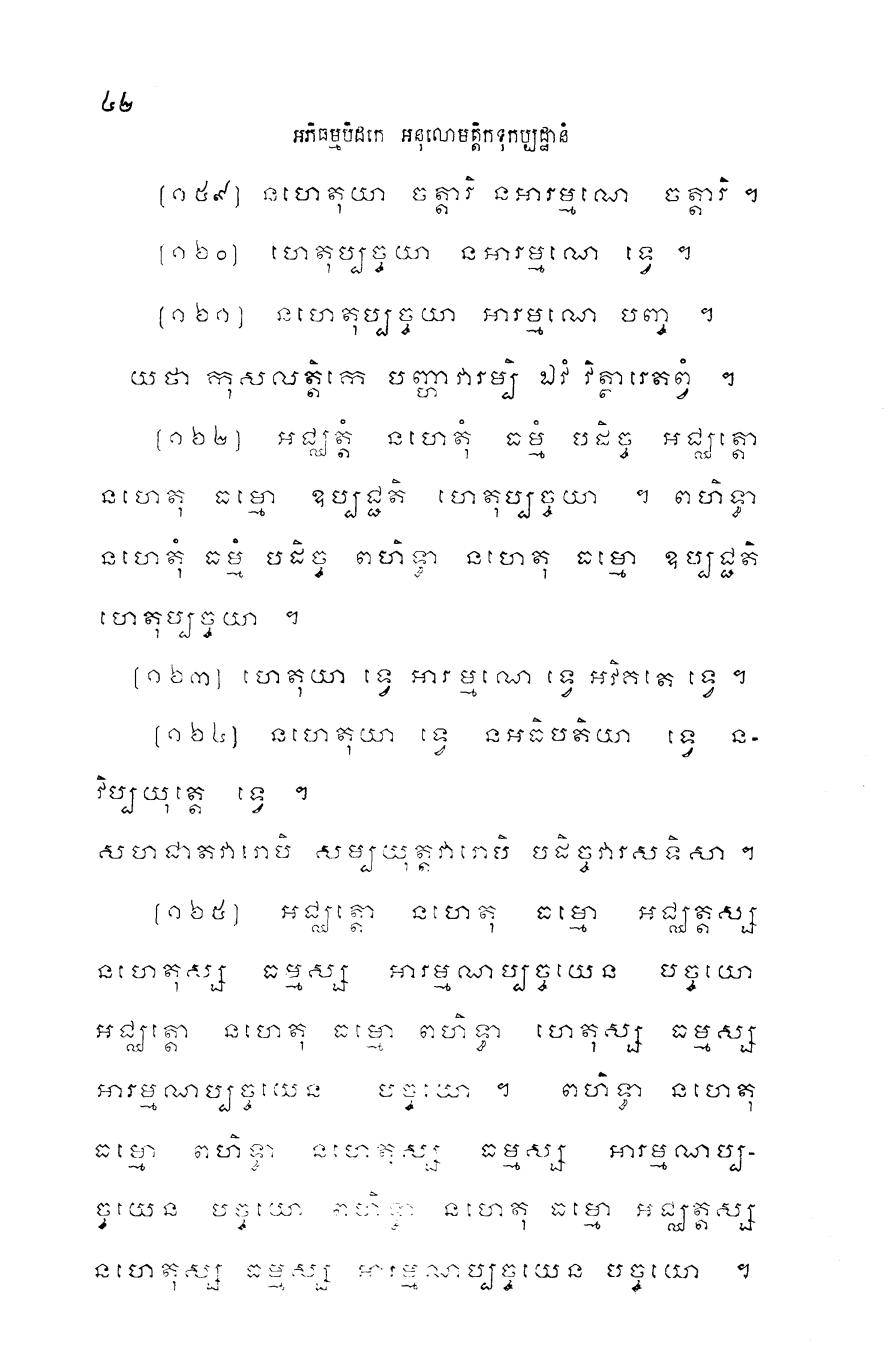 ៤២
អភិធម្មបិដកេ អនុលោមត្តិកទុកប្បដ្ឋានំ
(១៥៩) នហេតុយា ចត្តារិ នអារម្មណេ ចត្តារិ ។
(១៦០) ហេតុប្បច្ចយា នអារម្មណេ ទ្វេ ។
(១៦១) នហេតុប្បច្ចយា អារម្មណេ បញ្ច ។
យថា កុសលត្តិកេ បញ្ហាវារម្បិ ឯវំ វិត្ថារេតព្វំ ។
(១៦២) អជ្ឈត្តំ នហេតុំ ធម្មំ បដិច្ច អជ្ឈត្តោ
នហេតុ ធម្មោ ឧប្បជ្ជតិ ហេតុប្បច្ចយា ។ ពហិទ្ធា
នហេតុំ ធម្មំ បដិច្ច ពហិទ្ធា នហេតុ ធម្មោ ឧប្បជ្ជតិ
ហេតុប្បច្ចយា ។
(១៦៣) ហេតុយា ទ្វេ អារម្មណេ ទ្វេ អវិគតេ ទ្វេ ។
(១៦៤) នហេតុយា ទ្វេ នអធិបតិយា ទ្វេ ន-
វិប្បយុត្តេ ទ្វេ ។
សហជាតវារោបិ សម្បយុត្តវារោបិ បដិច្ចវារសទិសា ។
(១៦៥) អជ្ឈត្តោ នហេតុ ធម្មោ អជ្ឈត្តស្ស
នហេតុស្ស ធម្មស្ស អារម្មណប្បច្ចយេន បច្ចយោ
អជ្ឈត្តោ នហេតុ ធម្មោ ពហិទ្ធា ហេតុស្ស ធម្មស្ស
អារម្មណប្បច្ចយេន បច្ចយោ ។ ពហិទ្ធា នហេតុ
ធម្មោ ពហិទ្ធា នហេតុស្ស ធម្មស្ស អារម្មណប្ប-
ច្ចយេន បច្ចយោ ពហិទ្ធា នហេតុ ធម្មោ អជ្ឈត្តស្ស
នហេតុស្ស ធម្មស្ស អារម្មណប្បច្ចយេន បច្ចយោ ។